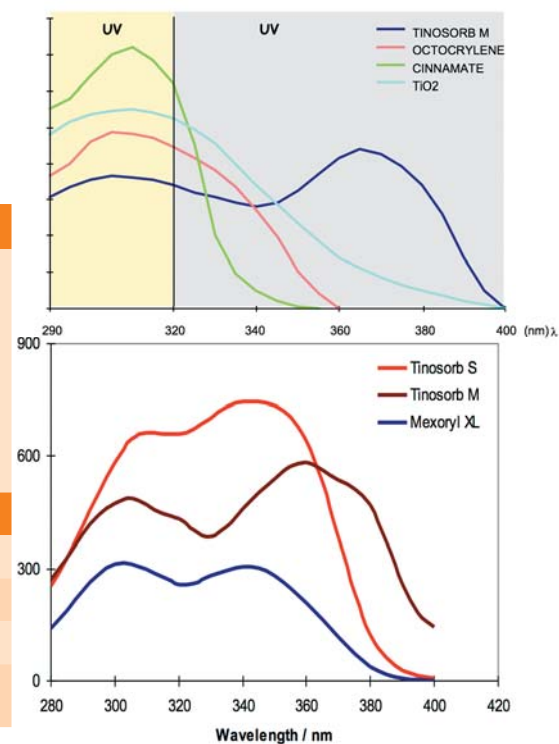 UV UV
TINOSORB M
OCTOCRYLENE
CINNAMATE
TiO2
290 320 340 360 380 400 (nm) λ
900
Tinosorb S
Tinosorb M
Mexoryl XL
600
300
0
280 300 320 340 360 380 400 420
Wavelength / nm